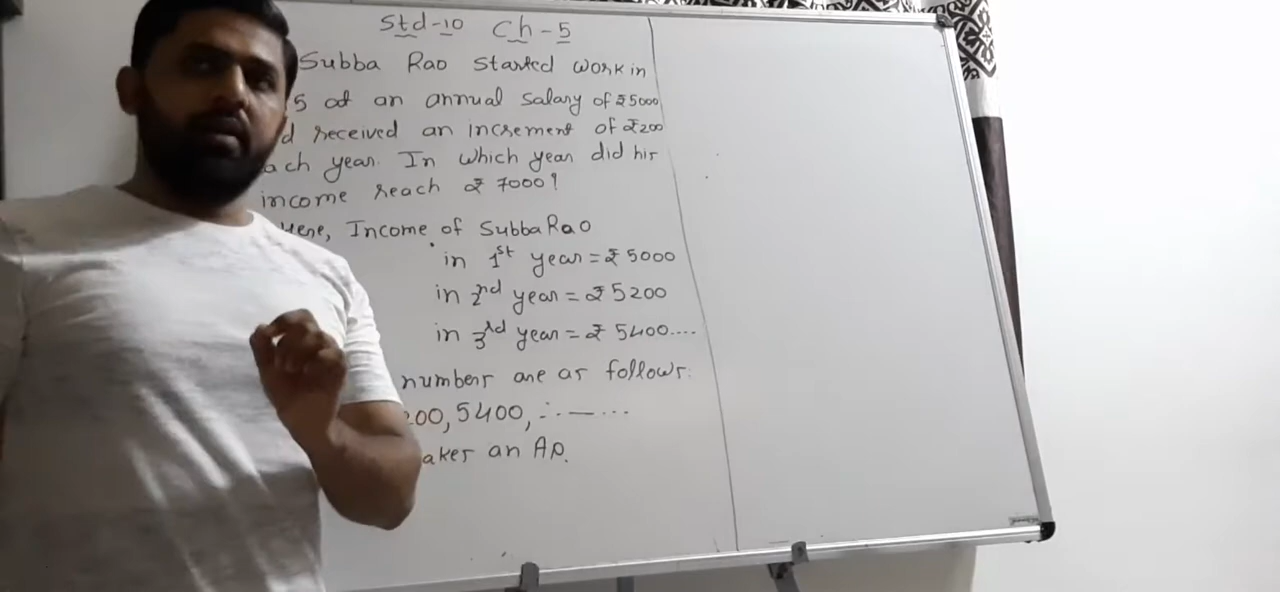 Std-10 Ch-5
Subba Rao started work in
5 at an annual salary of ₹5000
d received an increment of ₹200
ach year. In which year did his
income reach ₹ 7000?
Here, Income of Subba Rao
in 1st year = ₹ 5000
in 2nd year = ₹ 5200
in 3rd year = ₹ 5400....
numbers are as follows.
200, 5400, ...—...
akes an AP.